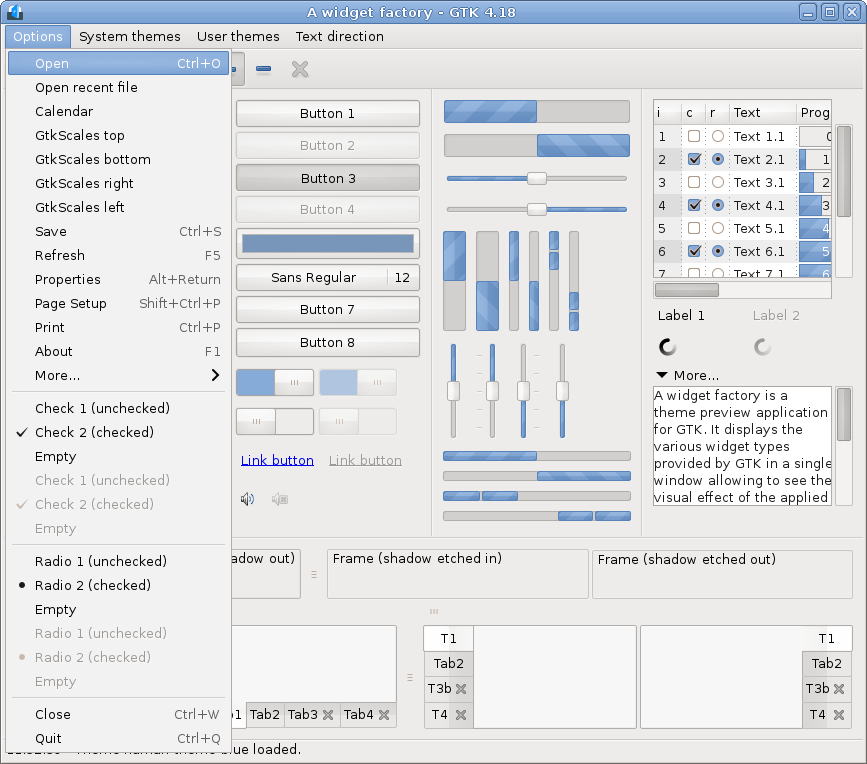 A widget factory - GTK 4.18
Options System themes User themes Text direction
Open Ctrl+O
Open recent file
Calendar
GtkScales top
GtkScales bottom
GtkScales right
GtkScales left
Save Ctrl+S
Refresh F5
Properties Alt+Return
Page Setup Shift+Ctrl+P
Print Ctrl+P
About F1
More...
Check 1 (unchecked)
Check 2 (checked)
Empty
Check 1 (unchecked)
Check 2 (checked)
Empty
Radio 1 (unchecked)
Radio 2 (checked)
Empty
Radio 1 (unchecked)
Radio 2 (checked)
Empty
Close Ctrl+W
Quit Ctrl+Q
Button 1
Button 2
Button 3
Button 4
Sans Regular 12
Button 7
Button 8
Link button Link button
i c r Text Prog
1 Text 1.1 0
2 Text 2.1 1
3 Text 3.1 2
4 Text 4.1 3
5 Text 5.1 4
6 Text 6.1 5
7 Text 7.1 6
Label 1 Label 2
More...
A widget factory is a
theme preview application
for GTK. It displays the
various widget types
provided by GTK in a single
window allowing to see the
visual effect of the applied
out) Frame (shadow etched in) Frame (shadow etched out)
Tab2 Tab3 Tab4
T1
Tab2
T3b
T4
T1
Tab2
T3b
T4
loaded.